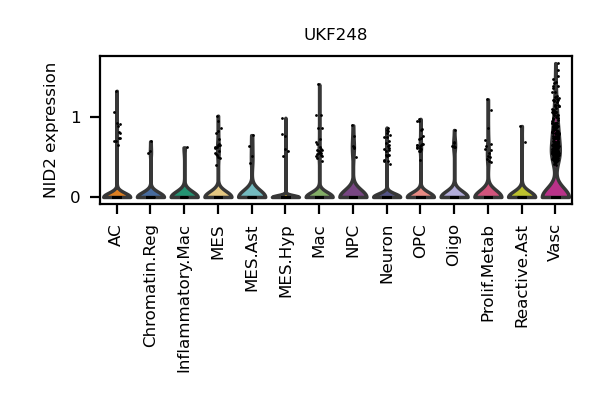 UKF248
NID2 expression
1
0
AC
Chromatin.Reg
Inflammatory.Mac
MES
MES.Ast
MES.Hyp
Mac
NPC
Neuron
OPC
Oligo
Prolif.Metab
Reactive.Ast
Vasc